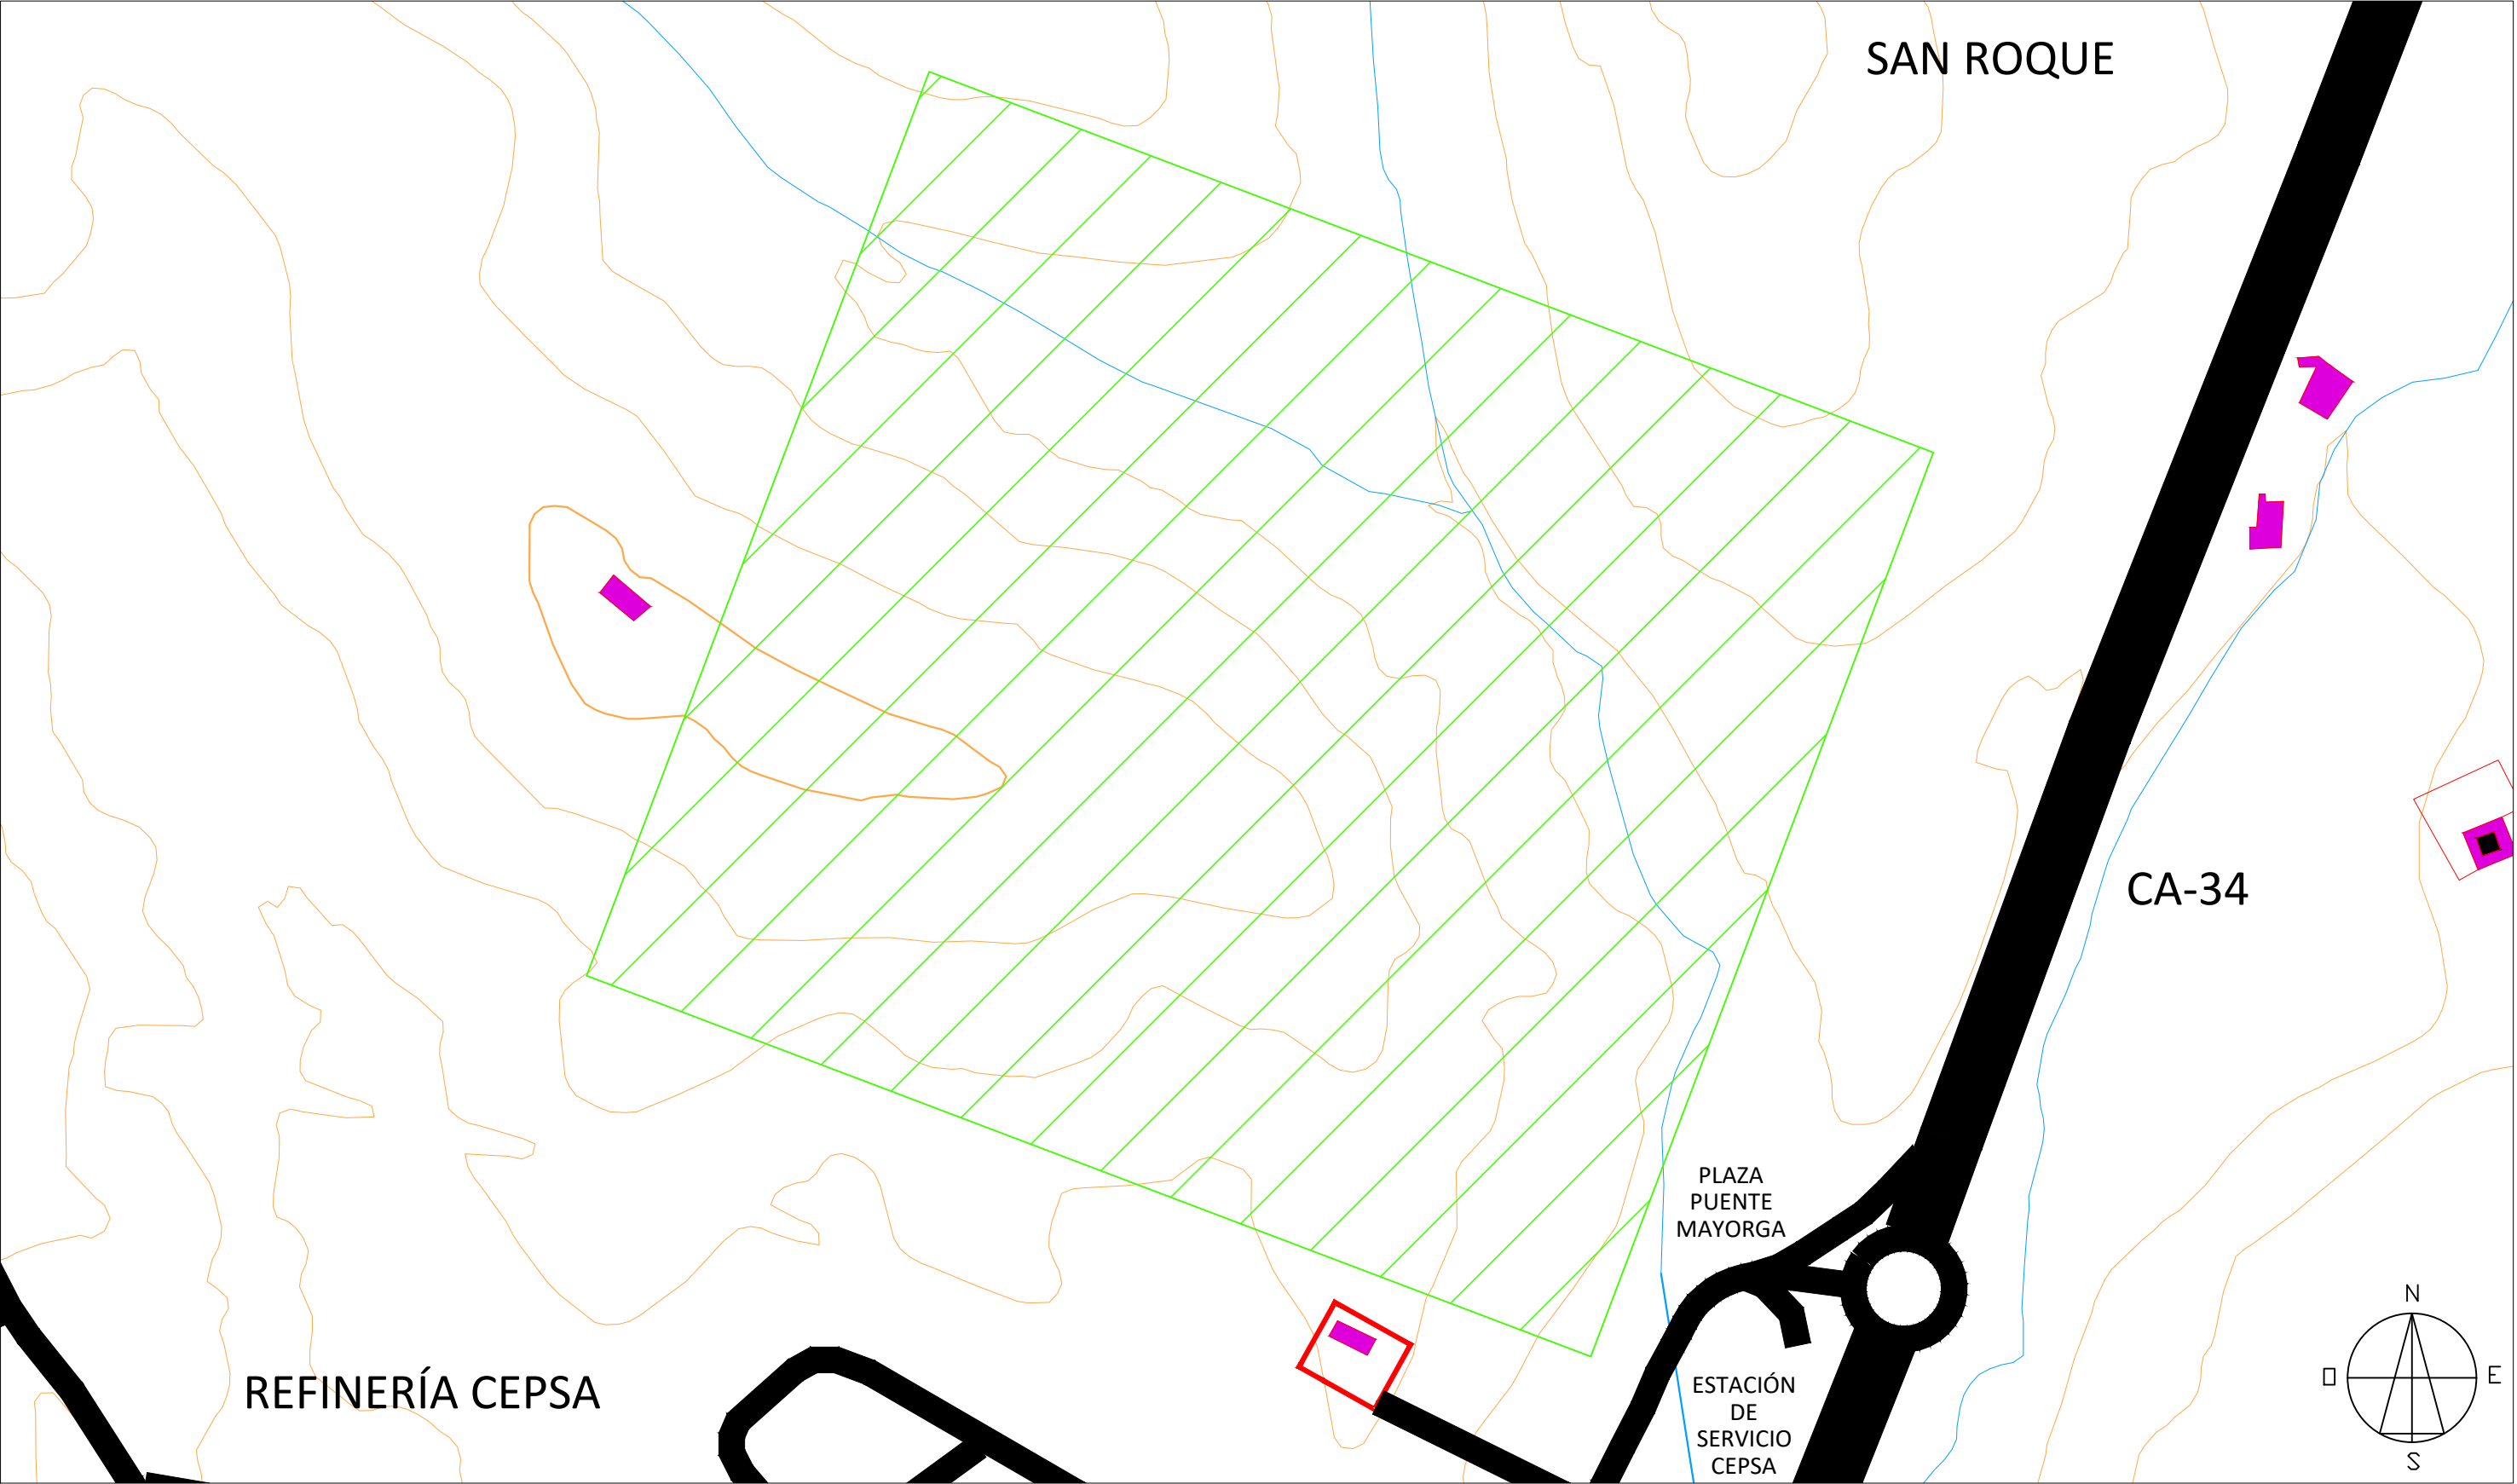 SAN ROQUE
CA-34
PLAZA
PUENTE
MAYORGA
REFINERÍA CEPSA
ESTACIÓN
DE
SERVICIO
CEPSA
N
O
E
S